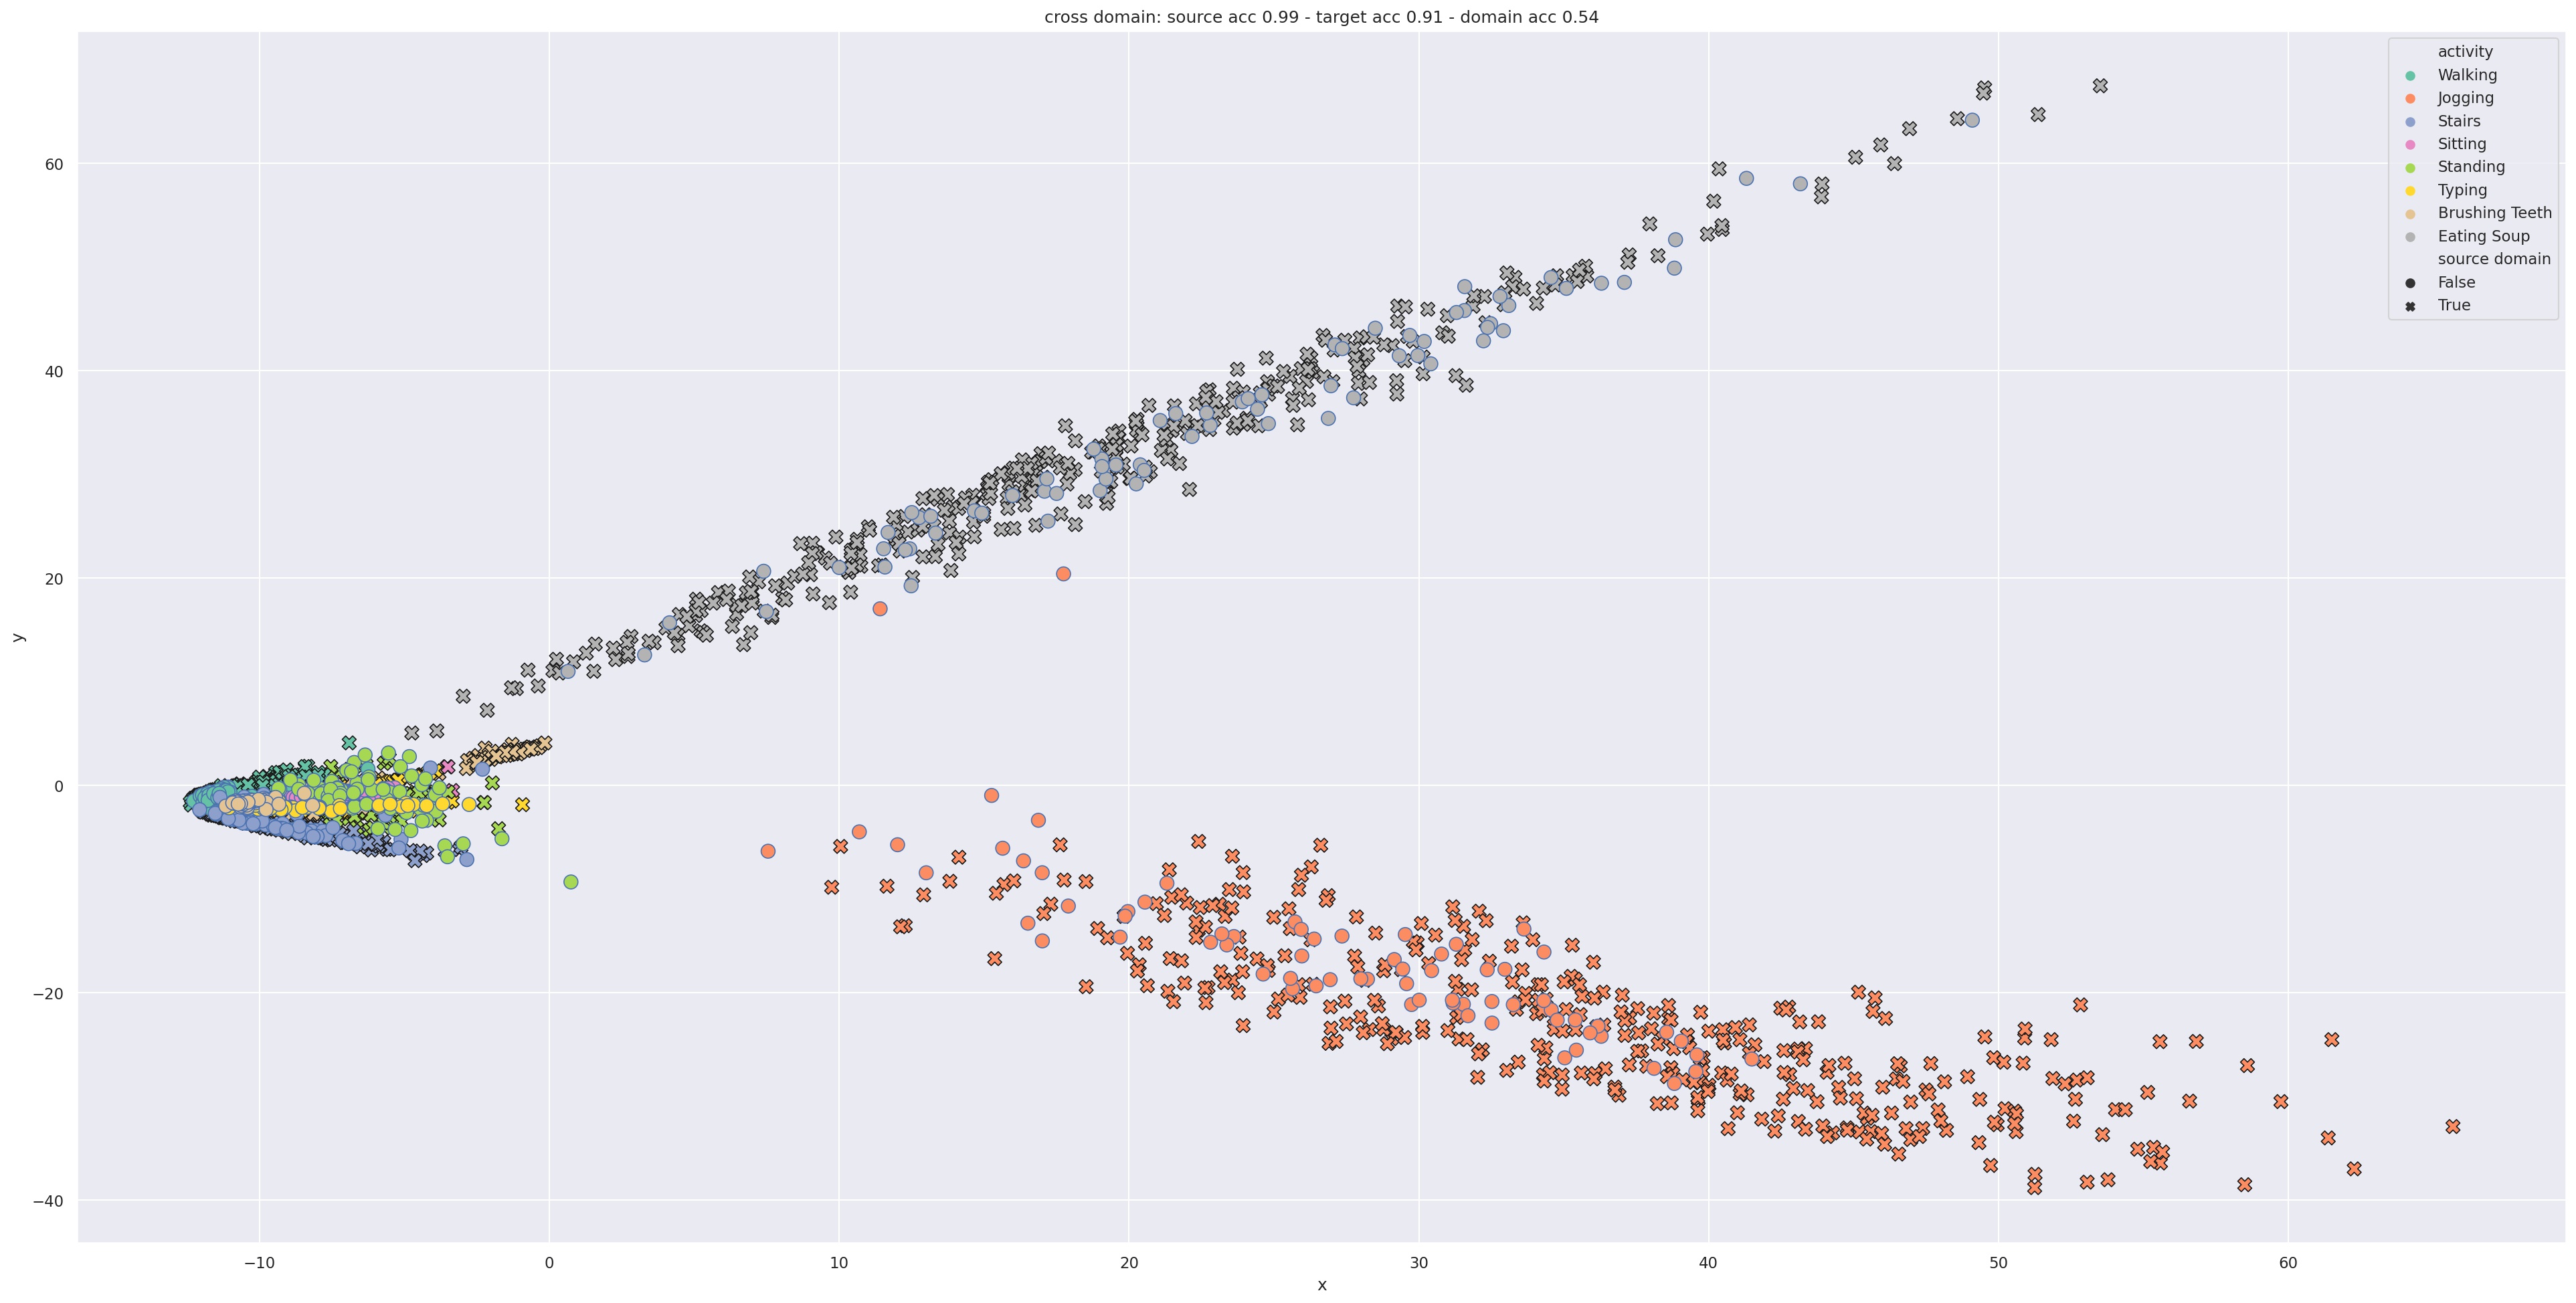 cross domain: source acc 0.99 - target acc 0.91 - domain acc 0.54
activity
Walking
Jogging
Stairs
Sitting
Standing
Typing
Brushing Teeth
Eating Soup
source domain
False
True
60
40
20
0
−20
−40
y
−10
0
10
20
30
40
50
60
x